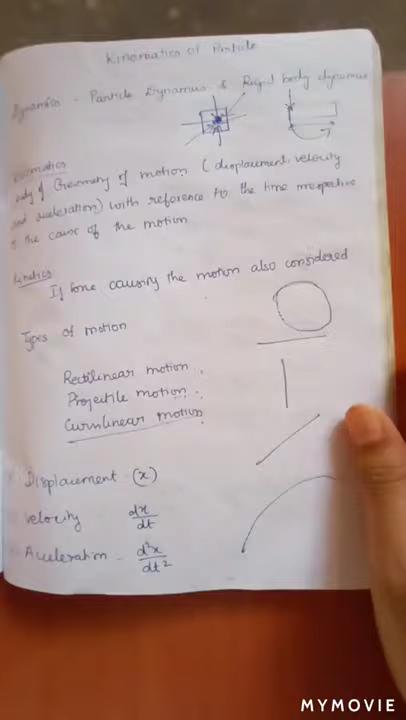 Kinematics of Particle
Dynamics - Particle Dynamics & Rigid body dynamics
Kinematics
study of Geometry of motion (displacement, velocity
and acceleration) with reference to the time irrespective
of the cause of the motion
Kinetics
If force causing the motion also considered
Types of motion
Rectilinear motion
Projectile motion
Curvilinear motion
Displacement - (x)
Velocity dx/dt
Acceleration - d²x/dt²
MYMOVIE